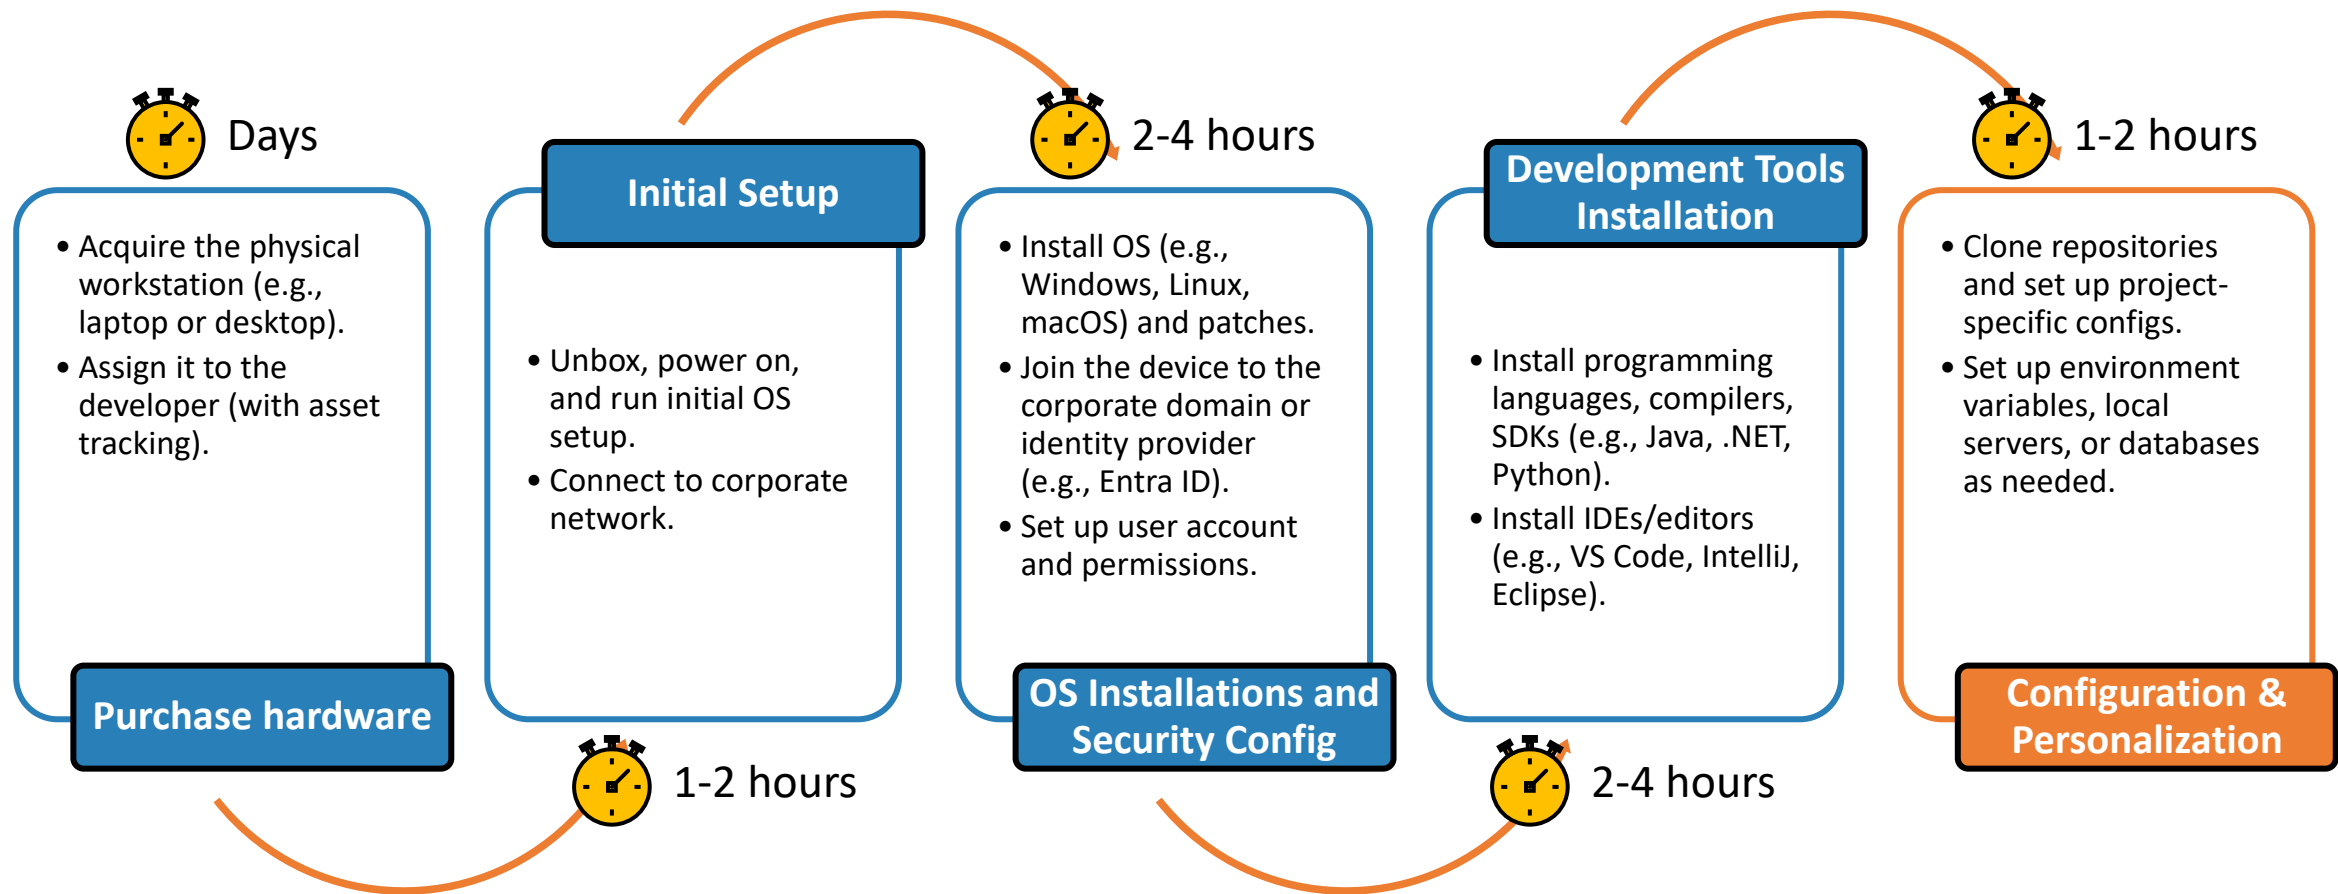 Days
• Acquire the physical
workstation (e.g.,
laptop or desktop).
• Assign it to the
developer (with asset
tracking).
Purchase hardware
Initial Setup
• Unbox, power on,
and run initial OS
setup.
• Connect to corporate
network.
1-2 hours
2-4 hours
• Install OS (e.g.,
Windows, Linux,
macOS) and patches.
• Join the device to the
corporate domain or
identity provider
(e.g., Entra ID).
• Set up user account
and permissions.
OS Installations and
Security Config
Development Tools
Installation
• Install programming
languages, compilers,
SDKs (e.g., Java, .NET,
Python).
• Install IDEs/editors
(e.g., VS Code, IntelliJ,
Eclipse).
2-4 hours
1-2 hours
• Clone repositories
and set up project-
specific configs.
• Set up environment
variables, local
servers, or databases
as needed.
Configuration &
Personalization